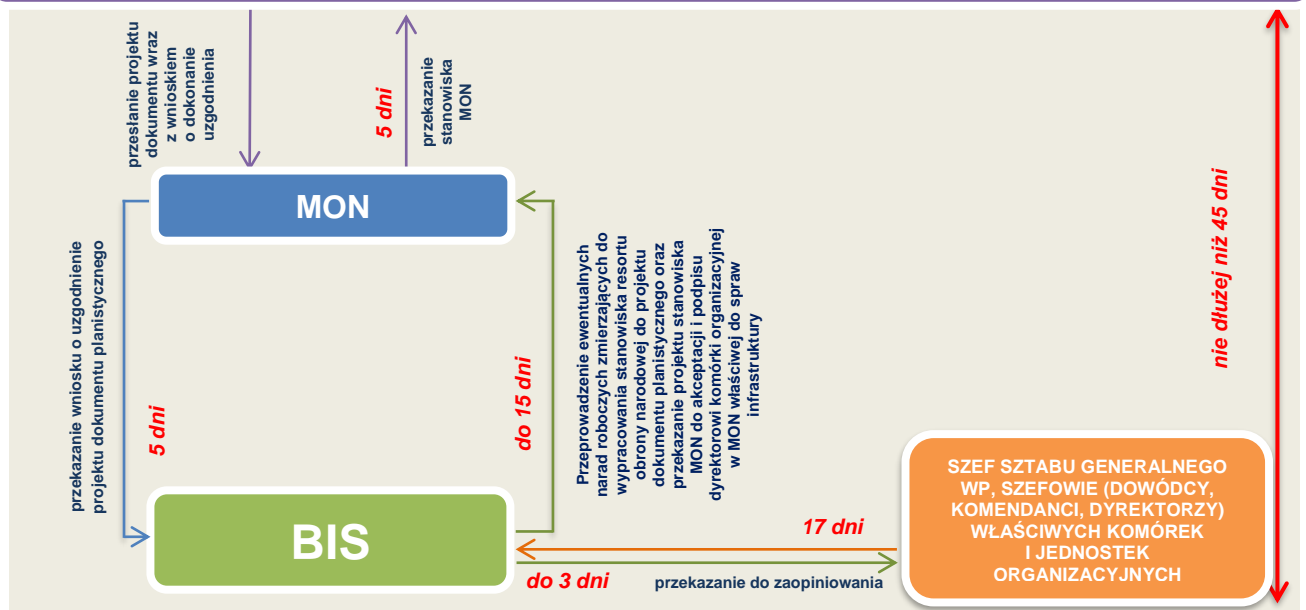 przesłanie projektu
dokumentu wraz
z wnioskiem
o dokonanie
uzgodnienia
5 dni
przekazanie
stanowiska
MON
MON
przekazanie wniosku o uzgodnienie
projektu dokumentu planistycznego
5 dni
do 15 dni
Przeprowadzenie ewentualnych
narad roboczych zmierzających do
wypracowania stanowiska resortu
obrony narodowej do projektu
dokumentu planistycznego oraz
przekazanie projektu stanowiska
MON do akceptacji i podpisu
dyrektorowi komórki organizacyjnej
w MON właściwej do spraw
infrastruktury
nie dłużej niż 45 dni
BIS
17 dni
do 3 dni
przekazanie do zaopiniowania
SZEF SZTABU GENERALNEGO
WP, SZEFOWIE (DOWÓDCY,
KOMENDANCI, DYREKTORZY)
WŁAŚCIWYCH KOMÓREK
I JEDNOSTEK
ORGANIZACYJNYCH